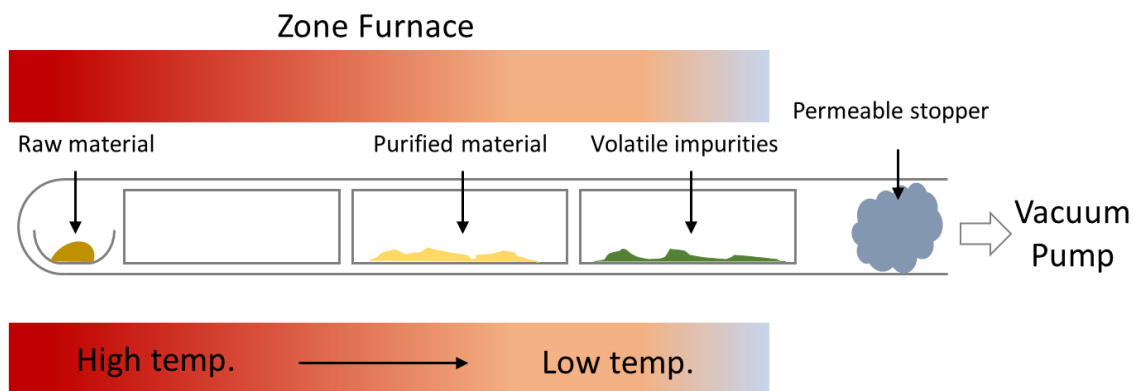 Zone Furnace
Permeable stopper
Raw material
Purified material
Volatile impurities
Vacuum
Pump
High temp.
Low temp.